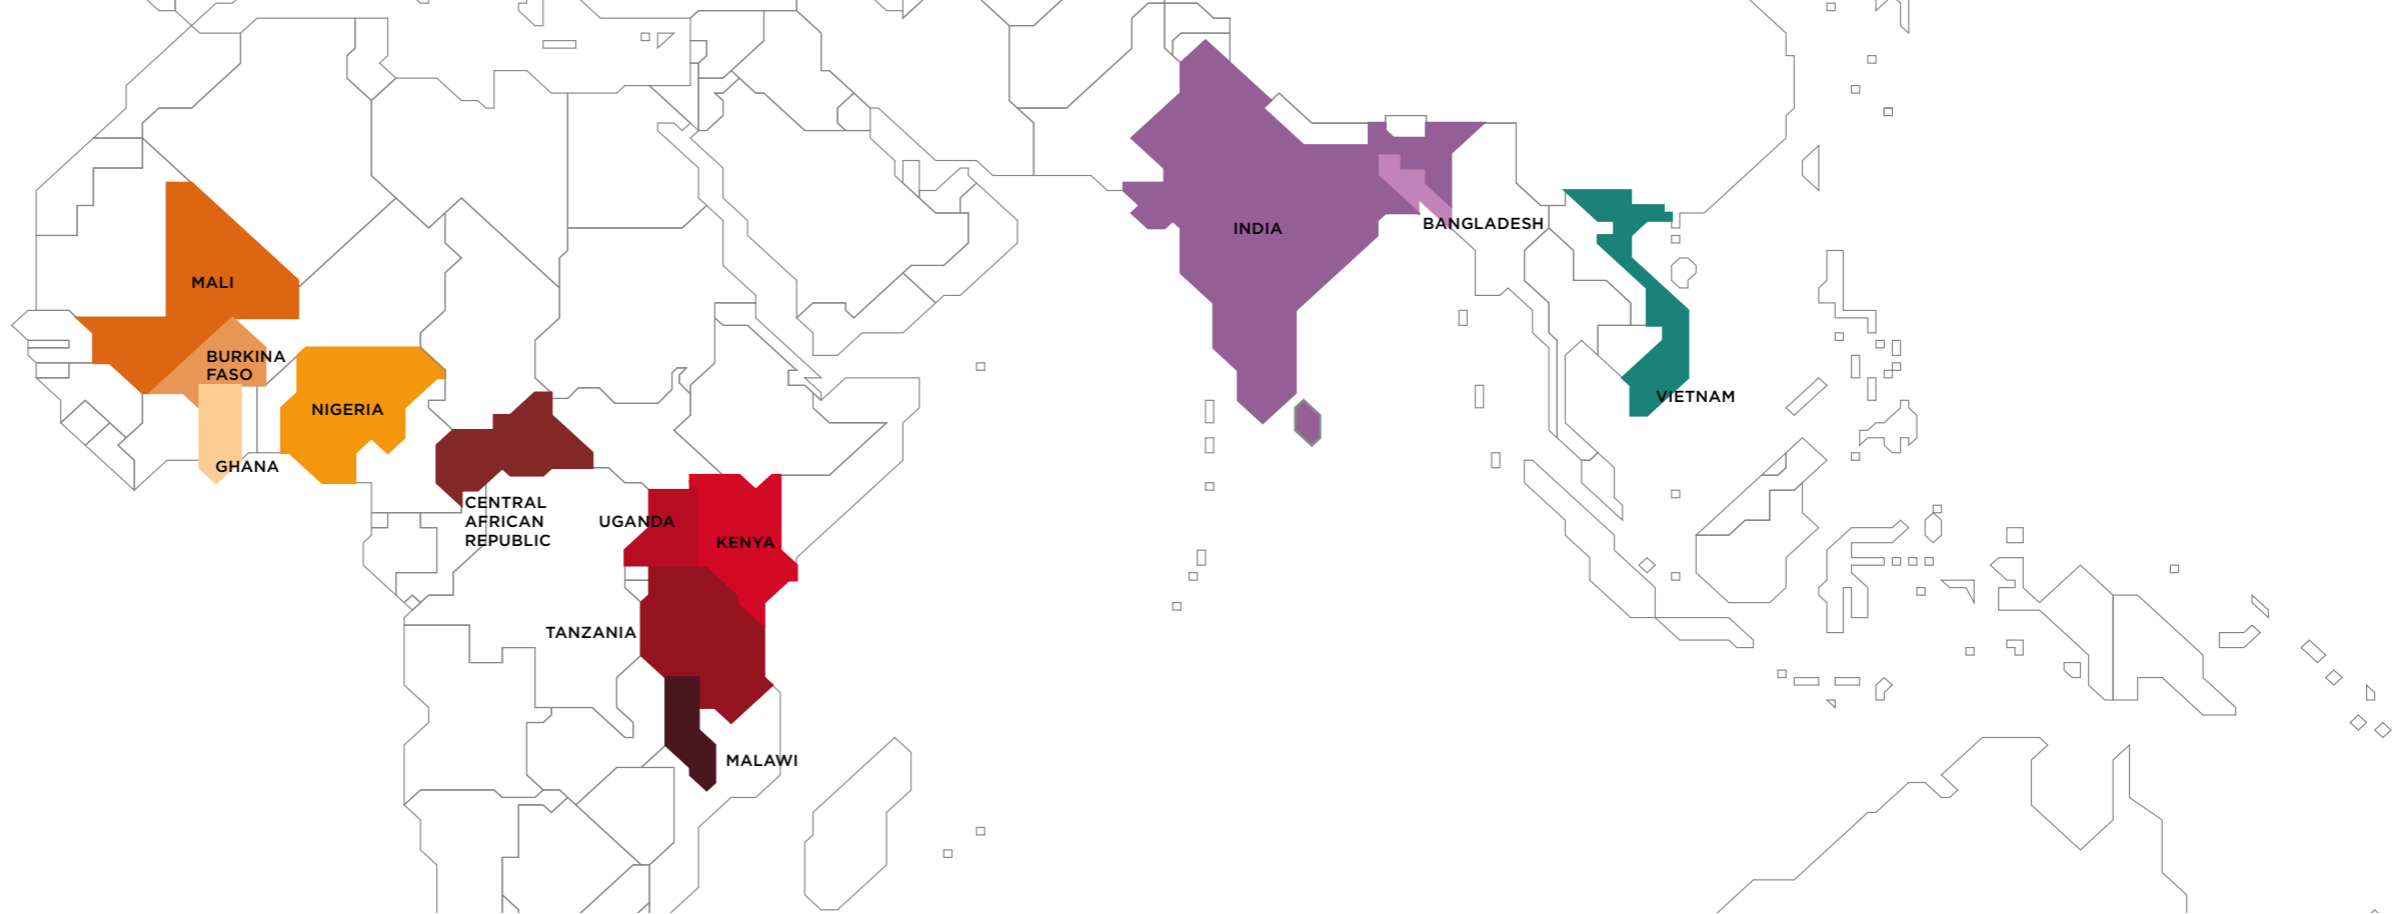 MALI
BURKINA
FASO
NIGERIA
GHANA
CENTRAL
AFRICAN
REPUBLIC
UGANDA
KENYA
TANZANIA
MALAWI
INDIA
BANGLADESH
VIETNAM